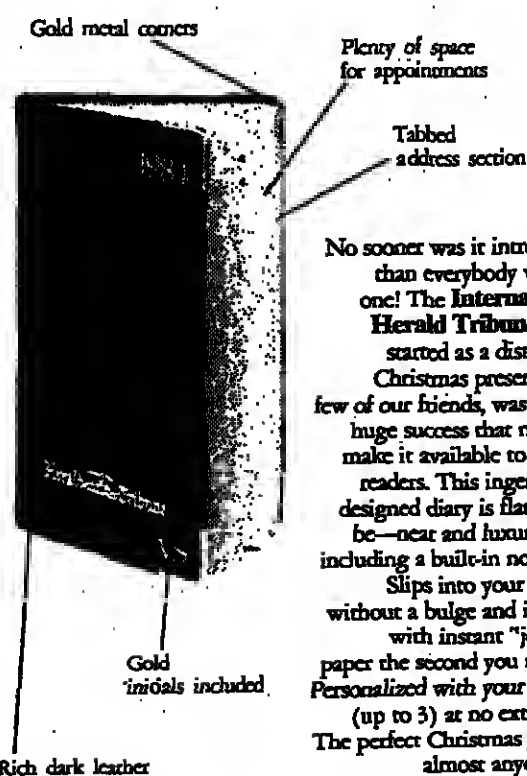 Gold metal corners
Plenty of space
for appointments
Tabbed
address section
1981
Gold
initials included
Rich dark leather
No sooner was it intr
than everybody
one! The Interna
Herald Tribun
started as a dis
Christmas presen
few of our friends, was
huge success that
make it available to
readers. This inge
designed diary is fla
be—neat and luxur
including a built-in no
Slips into your
without a bulge and i
with instant "j
paper the second you
Personalized with your
(up to 3) at no ext
The perfect Christmas
almost any